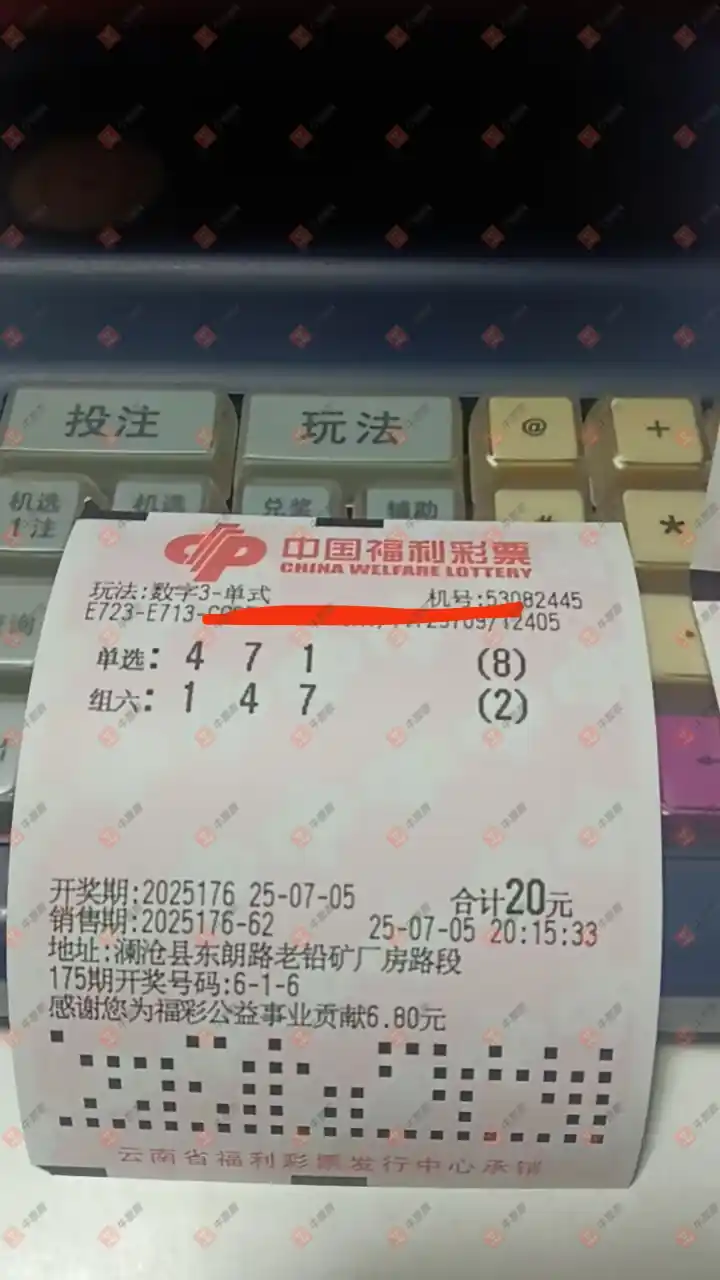 投注 玩法 @ +
机选 机选 兑奖 辅助
1注 *
中国福利彩票
CHINA WELFARE LOTTERY
玩法:数字3-单式 机号:53082445
E723-E713- /12405
单选: 4 7 1 (8)
组六: 1 4 7 (2)
开奖期:2025176 25-07-05 合计20元
销售期:2025176-62 25-07-05 20:15:33
地址:澜沧县东朗路老铅矿厂房路段
175期开奖号码:6-1-6
感谢您为福彩公益事业贡献6.80元
云南省福利彩票发行中心承销